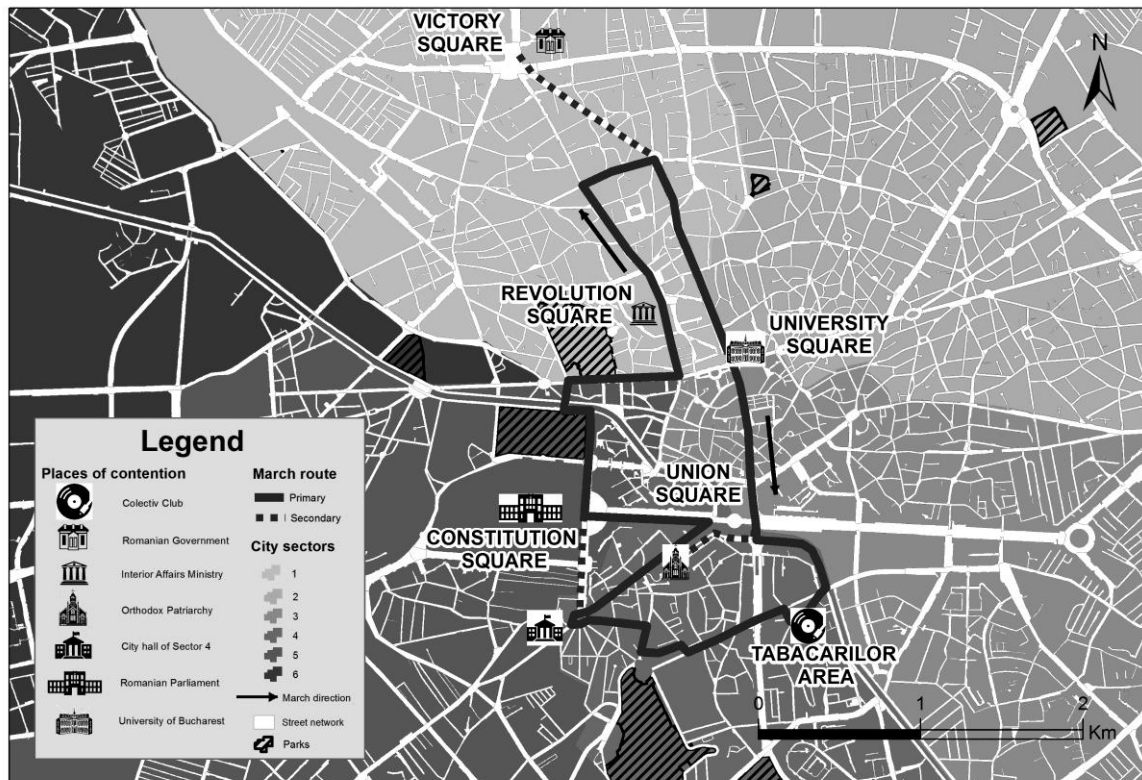 VICTORY
SQUARE
N
REVOLUTION
SQUARE
UNIVERSITY
SQUARE
UNION
SQUARE
CONSTITUTION
SQUARE
TABACARILOR
AREA
0 1 2
Km
Legend
Places of contention
Colectiv Club
Romanian Government
Interior Affairs Ministry
Orthodox Patriarchy
City hall of Sector 4
Romanian Parliament
University of Bucharest
March route
Primary
Secondary
City sectors
1
2
3
4
5
6
March direction
Street network
Parks